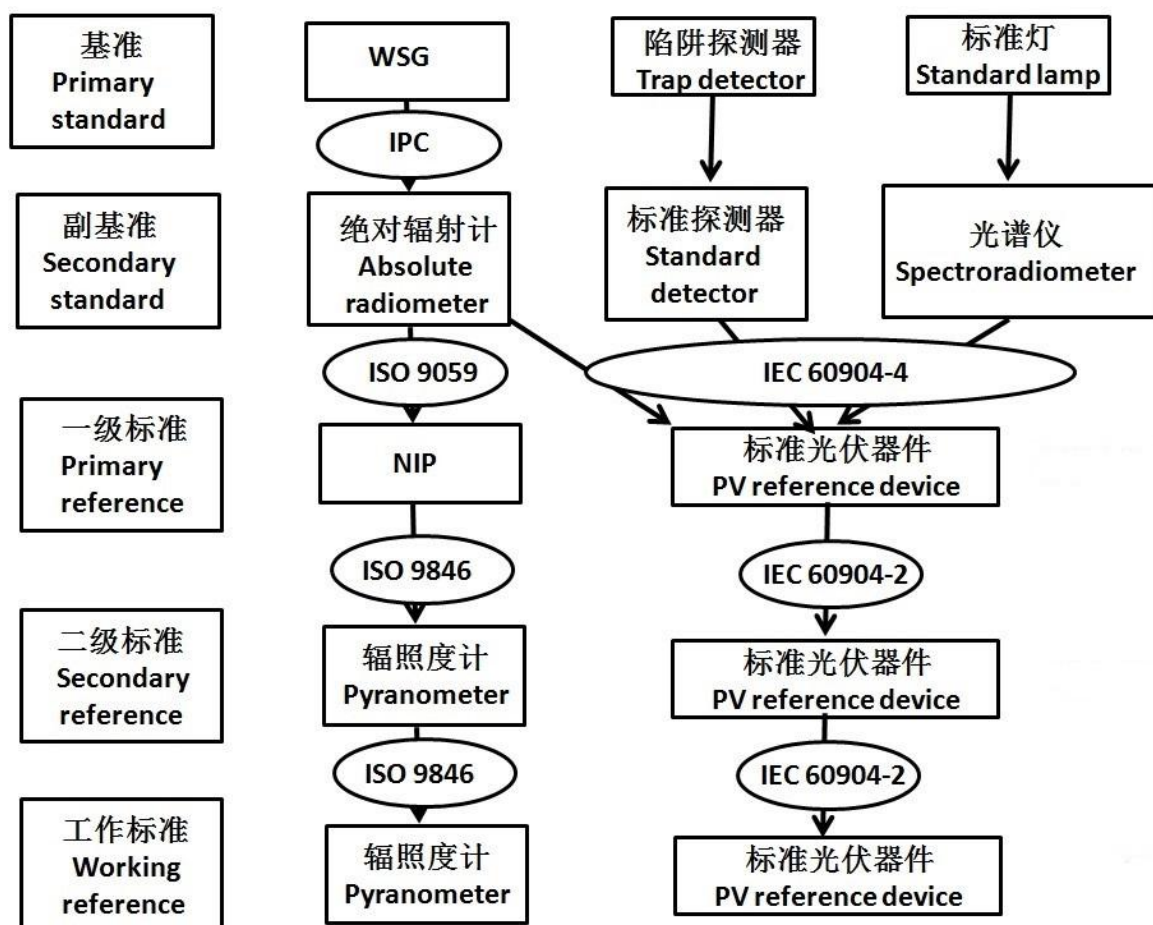 基准
Primary
standard
WSG
陷阱探测器
Trap detector
标准灯
Standard lamp
IPC
副基准
Secondary
standard
绝对辐射计
Absolute
radiometer
标准探测器
Standard
detector
光谱仪
Spectroradiometer
ISO 9059
IEC 60904-4
一级标准
Primary
reference
NIP
标准光伏器件
PV reference device
ISO 9846
IEC 60904-2
二级标准
Secondary
reference
辐照度计
Pyranometer
标准光伏器件
PV reference device
ISO 9846
IEC 60904-2
工作标准
Working
reference
辐照度计
Pyranometer
标准光伏器件
PV reference device